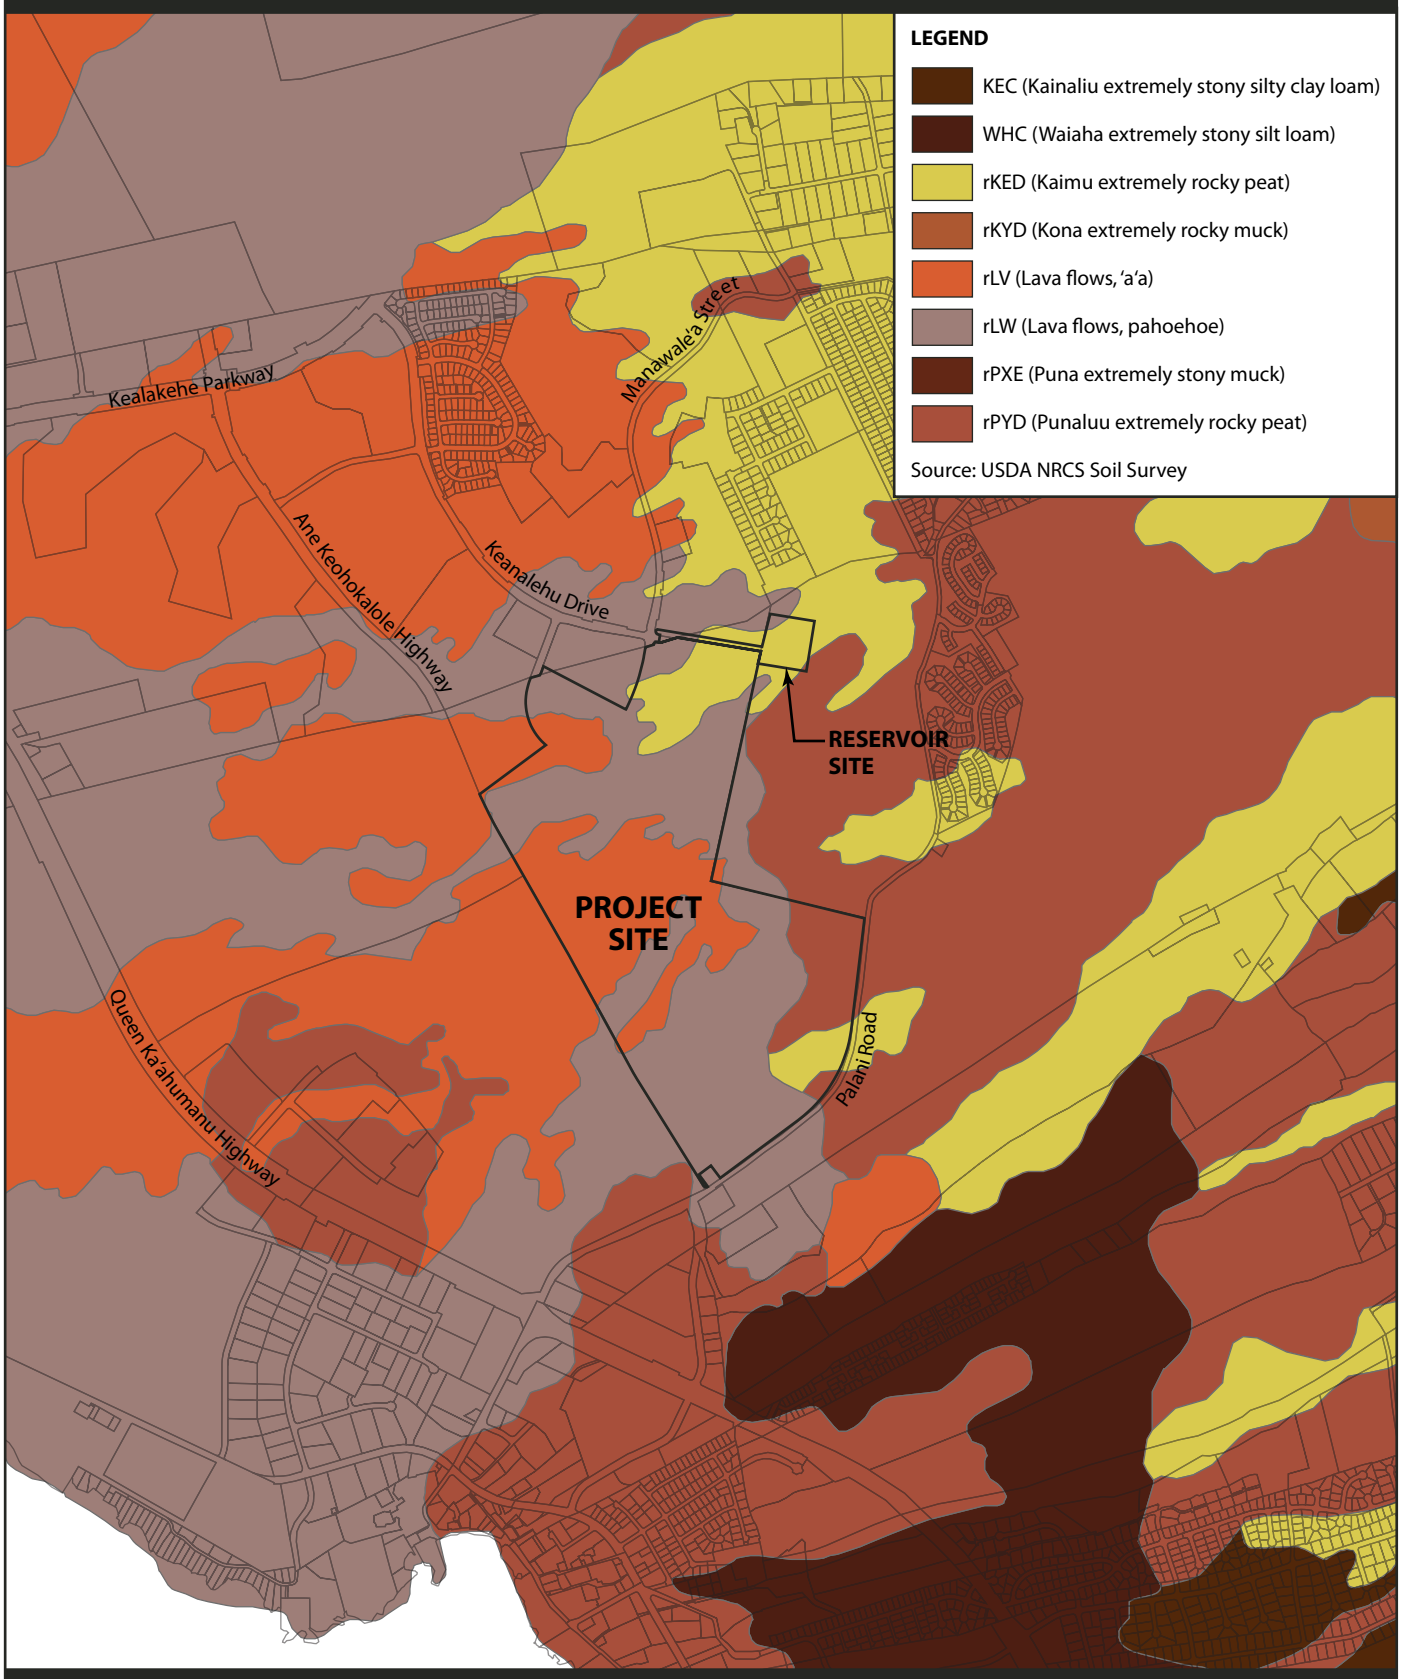 LEGEND
KEC (Kainaliu extremely stony silty clay loam)
WHC (Waiaha extremely stony silt loam)
rKED (Kaimu extremely rocky peat)
rKYD (Kona extremely rocky muck)
rLV (Lava flows, ‘a‘a)
rLW (Lava flows, pahoehoe)
rPXE (Puna extremely stony muck)
rPYD (Punaluu extremely rocky peat)
Source: USDA NRCS Soil Survey
Manawale‘a Street
Kealakehe Parkway
Ane Keohokalole Highway
Keanalehu Drive
RESERVOIR
SITE
PROJECT
SITE
Queen Ka‘ahumanu Highway
Palani Road